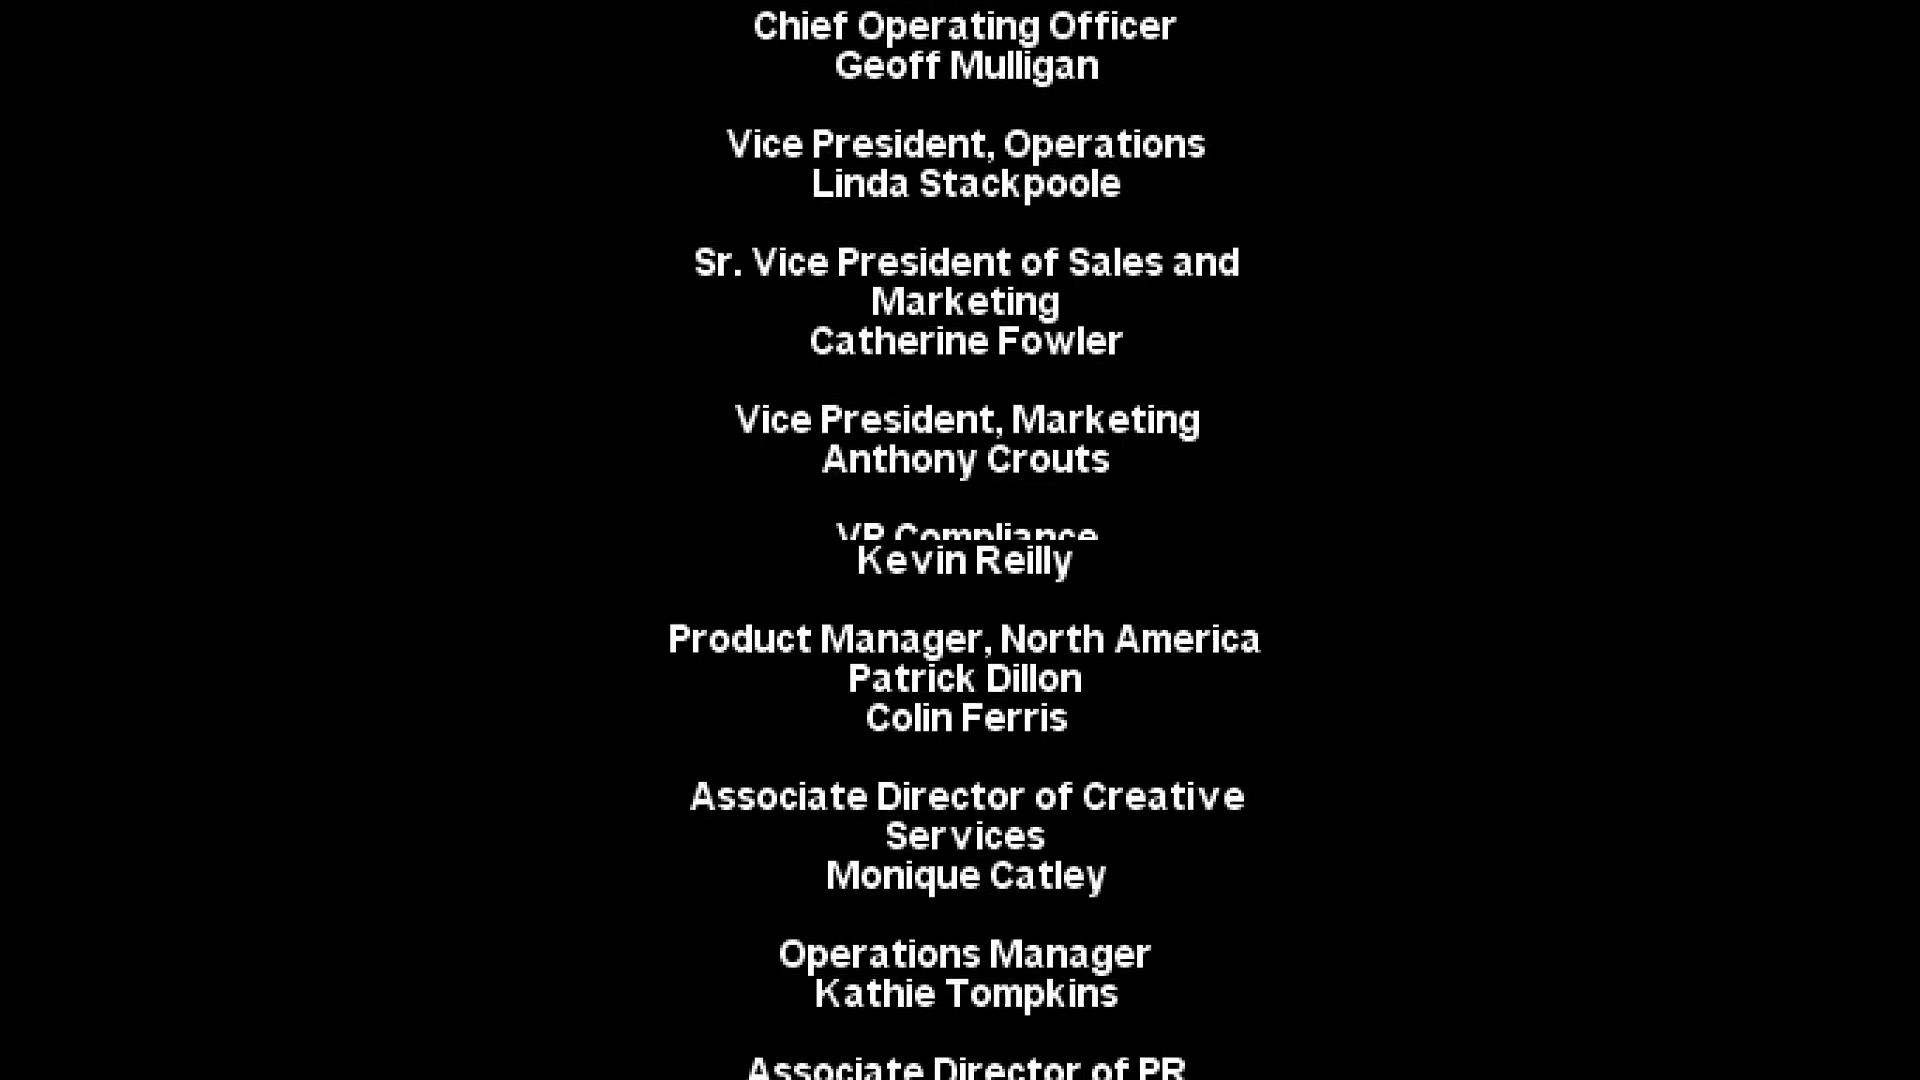 Chief Operating Officer
Geoff Mulligan
Vice President, Operations
Linda Stackpoole
Sr. Vice President of Sales and
Marketing
Catherine Fowler
Vice President, Marketing
Anthony Crouts
VP Compliance
Kevin Reilly
Product Manager, North America
Patrick Dillon
Colin Ferris
Associate Director of Creative
Services
Monique Catley
Operations Manager
Kathie Tompkins
Associate Director of PR